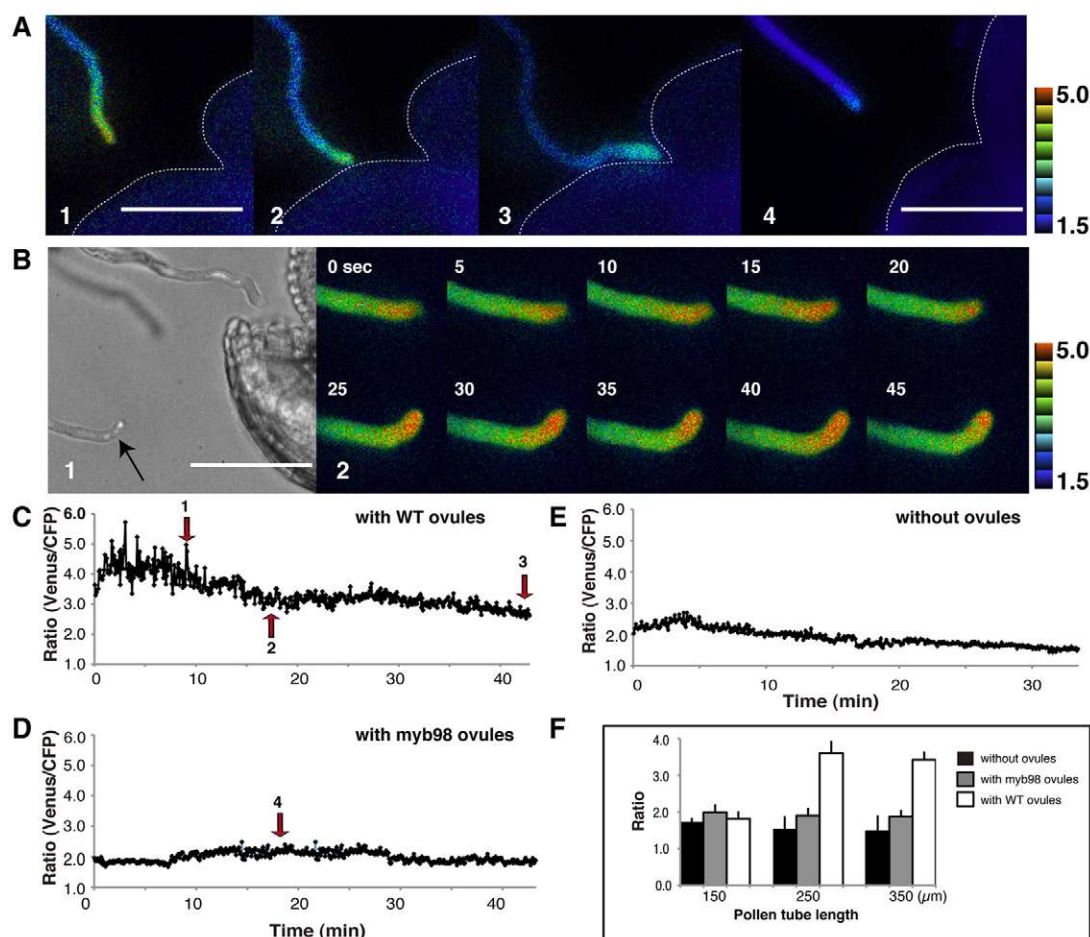 A
1
2
3
4
5.0
1.5
B
1
0 sec 5 10 15 20
25 30 35 40 45
2
5.0
1.5
C
with WT ovules
Ratio (Venus/CFP)
6.0
5.0
4.0
3.0
2.0
1.0
1
2
3
0 10 20 30 40
E
without ovules
Ratio (Venus/CFP)
6.0
5.0
4.0
3.0
2.0
1.0
0 10 20 30
Time (min)
D
with myb98 ovules
Ratio (Venus/CFP)
6.0
5.0
4.0
3.0
2.0
1.0
4
0 10 20 30 40
Time (min)
F
Ratio
4.0
3.0
2.0
1.0
0.0
150 250 350 (μm)
Pollen tube length
without ovules
with myb98 ovules
with WT ovules